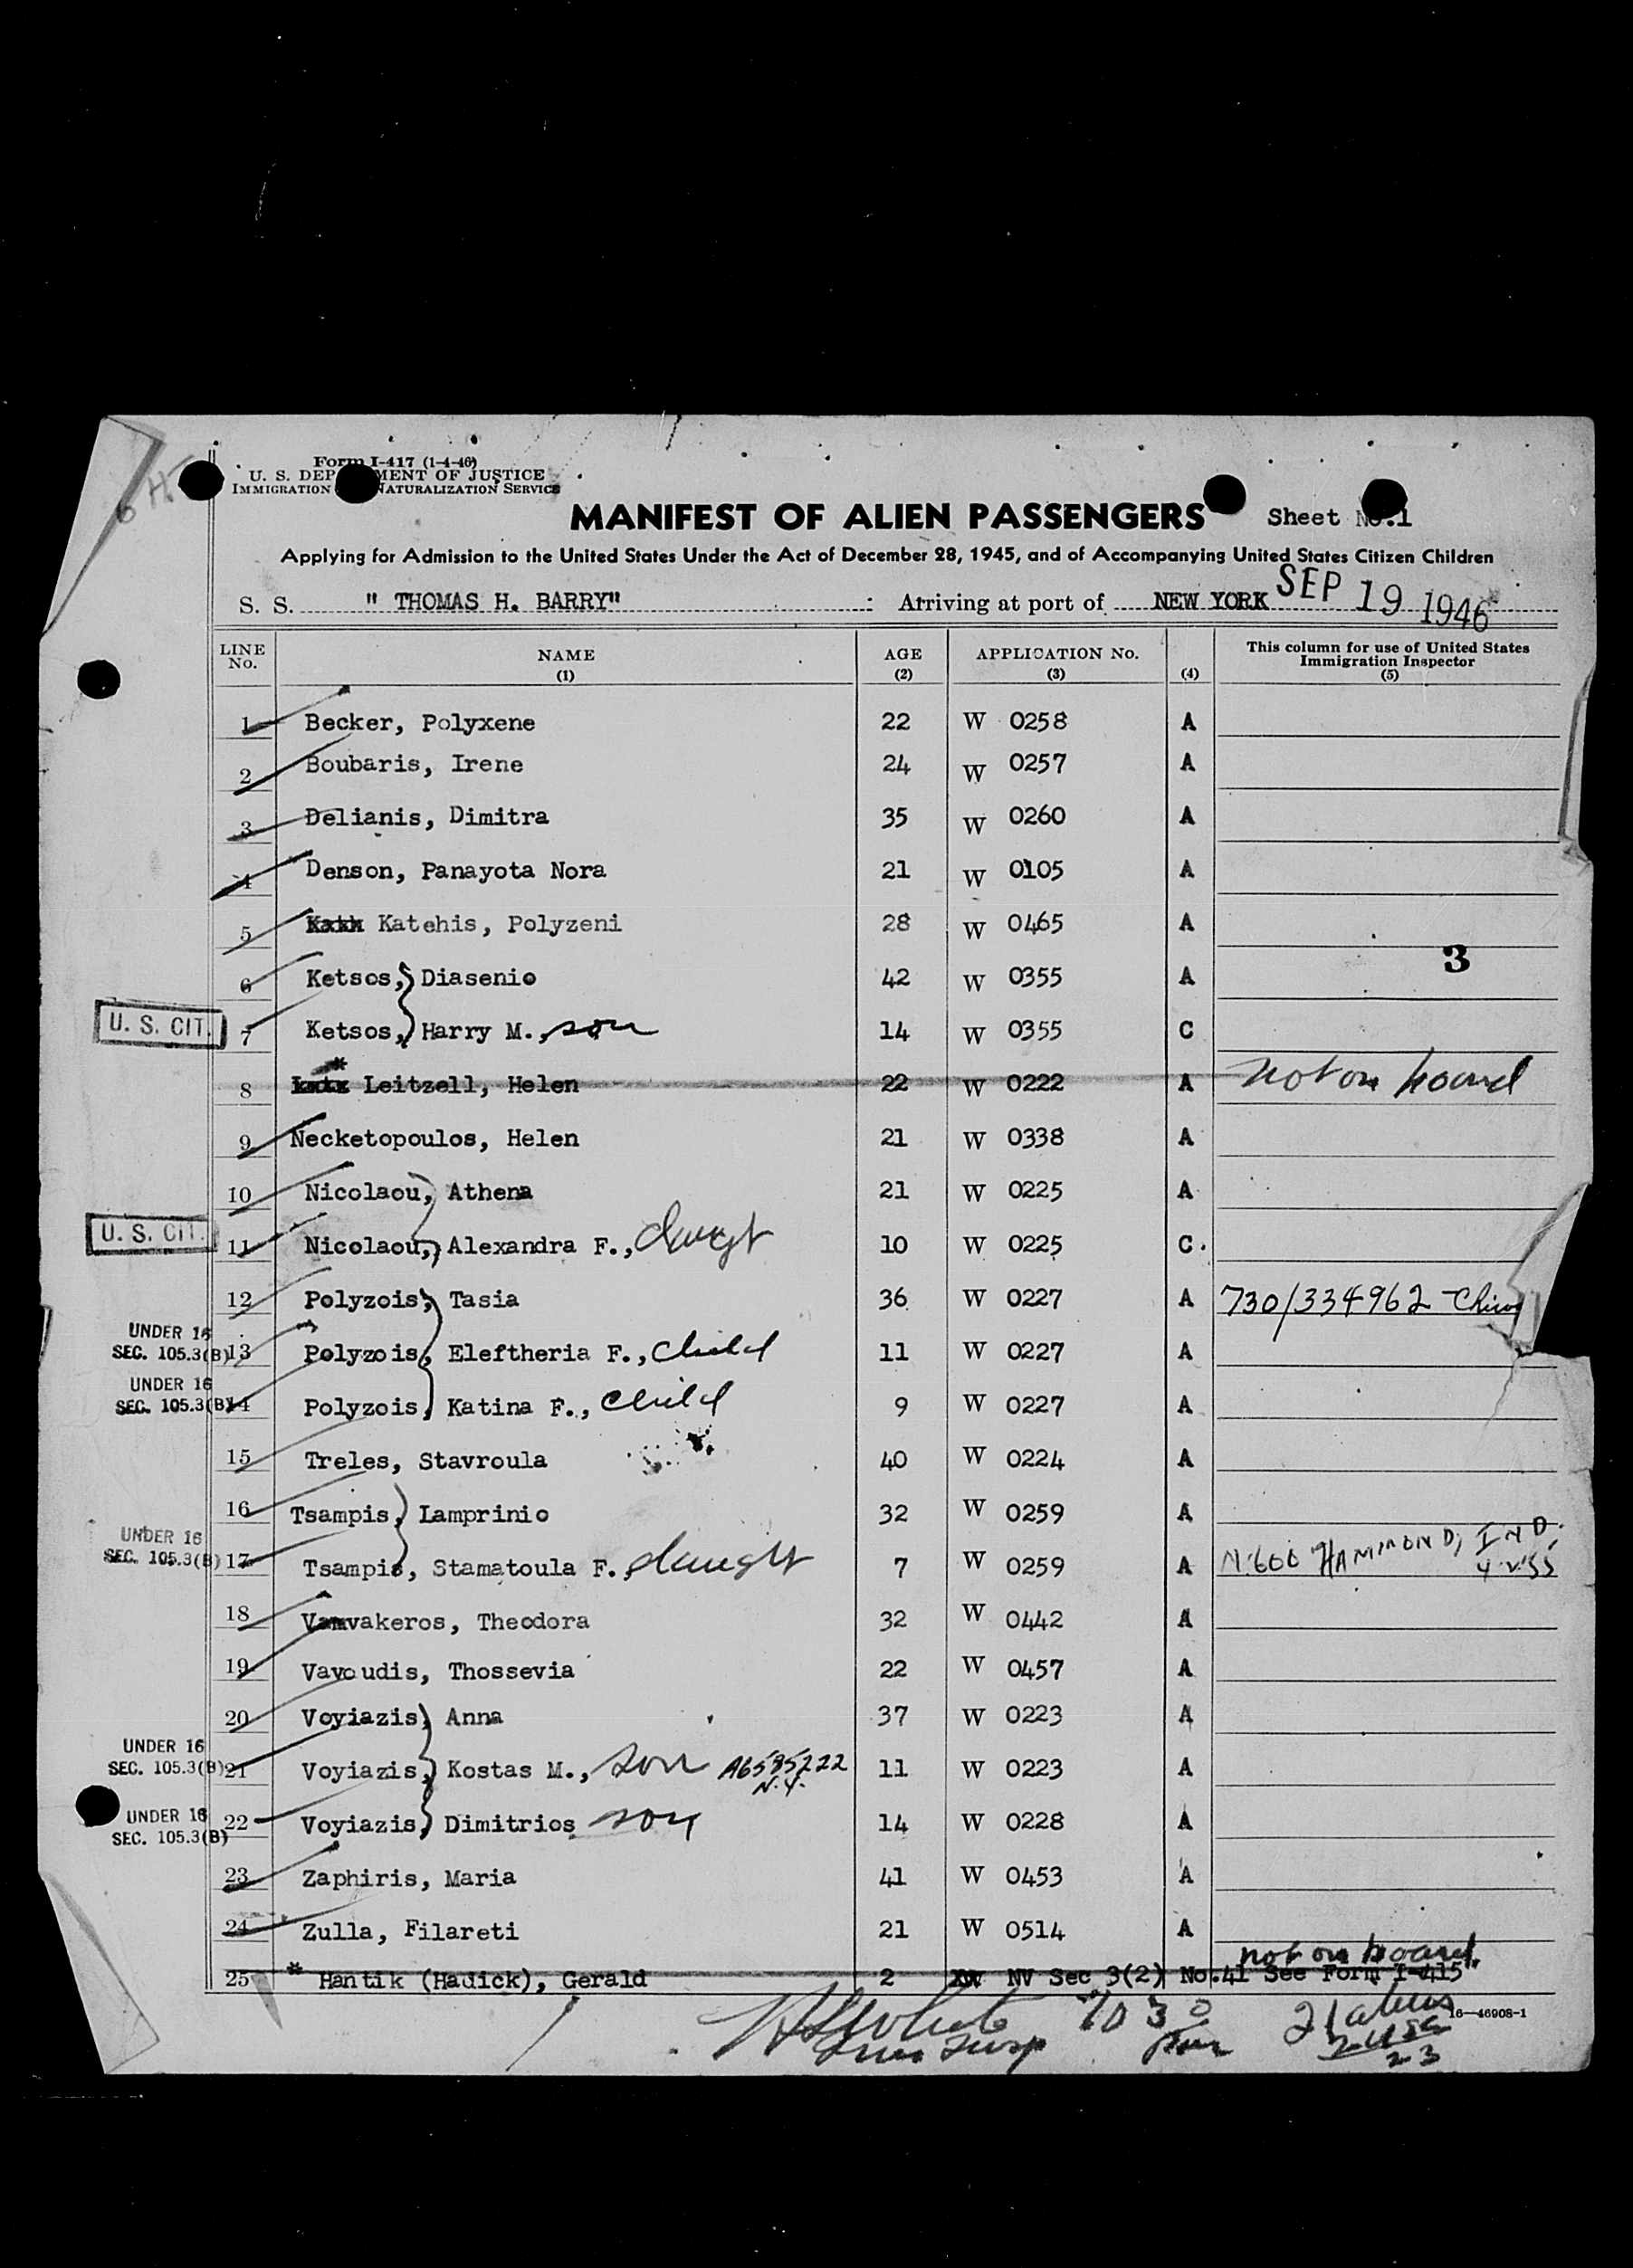 Form I-417 (1-4-46)
U. S. DEP MENT OF JUSTICE
IMMIGRATION NATURALIZATION SERVICE
MANIFEST OF ALIEN PASSENGERS Sheet No.1
Applying for Admission to the United States Under the Act of December 28, 1945, and of Accompanying United States Citizen Children
S. S. " THOMAS H. BARRY" : Arriving at port of NEW YORK SEP 19 1946
LINE No. NAME (1) AGE (2) APPLICATION No. (3) (4) This column for use of United States Immigration Inspector (5)
1 Becker, Polyxene 22 W 0258 A
2 Boubaris, Irene 24 W 0257 A
3 Delianis, Dimitra 35 W 0260 A
4 Denson, Panayota Nora 21 W 0105 A
5 Katehis, Polyzeni 28 W 0465 A
3
6 Ketsos, Diasenio 42 W 0355 A
U. S. CIT. 7 Ketsos, Harry M., son 14 W 0355 C
8 * Leitzell, Helen 22 W 0222 A not on board
9 Necketopoulos, Helen 21 W 0338 A
10 Nicolaou, Athena 21 W 0225 A
U. S. CIT. 11 Nicolaou, Alexandra F., daught 10 W 0225 C.
12 Polyzois, Tasia 36 W 0227 A 730/334962
UNDER 16
SEC. 105.3(B) 13 Polyzois, Eleftheria F., child 11 W 0227 A
UNDER 16
SEC. 105.3(B) 14 Polyzois, Katina F., child 9 W 0227 A
15 Treles, Stavroula 40 W 0224 A
16 Tsampis, Lamprinio 32 W 0259 A
UNDER 16
SEC. 105.3(B) 17 Tsampis, Stamatoula F., daught 7 W 0259 A HAMMOND, IND.
18 Vamvakeros, Theodora 32 W 0442 A
19 Vayoudis, Thossevia 22 W 0457 A
20 Voyiazis, Anna 37 W 0223 A
UNDER 16
SEC. 105.3(B) 21 Voyiazis, Kostas M., son A6585222 N.Y. 11 W 0223 A
UNDER 16
SEC. 105.3(B) 22 Voyiazis, Dimitrios son 14 W 0228 A
23 Zaphiris, Maria 41 W 0453 A
24 Zulla, Filareti 21 W 0514 A
not on board
25 * Hantik (Hadick), Gerald 2 NV Sec 3(2) No.41 See Form I-415
16—46908-1
1030
21 aliens
2 USC
23